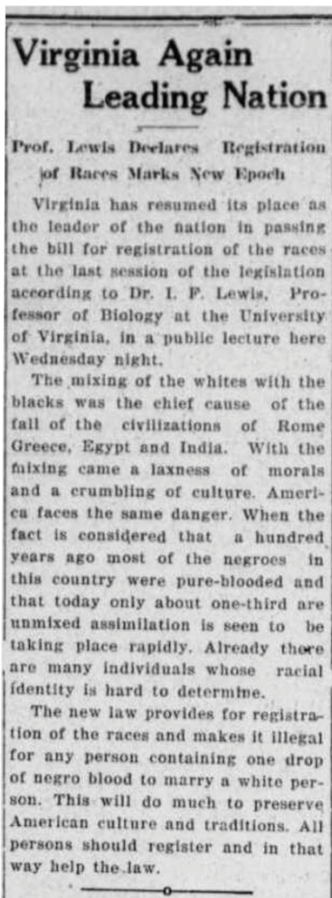 Virginia Again
Leading Nation
Prof. Lewis Declares Registration
of Races Marks New Epoch
Virginia has resumed its place as
the leader of the nation in passing
the bill for registration of the races
at the last session of the legislation
according to Dr. I. F. Lewis, Pro-
fessor of Biology at the University
of Virginia, in a public lecture here
Wednesday night.
The mixing of the whites with the
blacks was the chief cause of the
fall of the civilizations of Rome
Greece, Egypt and India. With the
mixing came a laxness of morals
and a crumbling of culture. Ameri-
ca faces the same danger. When the
fact is considered that a hundred
years ago most of the negroes in
this country were pure-blooded and
that today only about one-third are
unmixed assimilation is seen to be
taking place rapidly. Already there
are many individuals whose racial
identity is hard to determine.
The new law provides for registra-
tion of the races and makes it illegal
for any person containing one drop
of negro blood to marry a white per-
son. This will do much to preserve
American culture and traditions. All
persons should register and in that
way help the law.